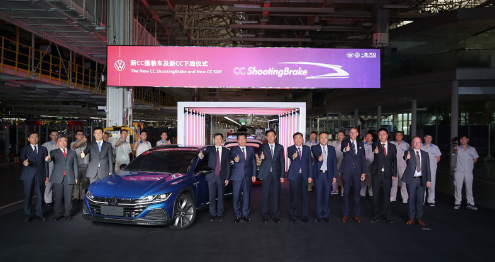 新CC猎装车及新CC下线仪式
The New CC ShootingBrake and New CC SOP
CC ShootingBrake